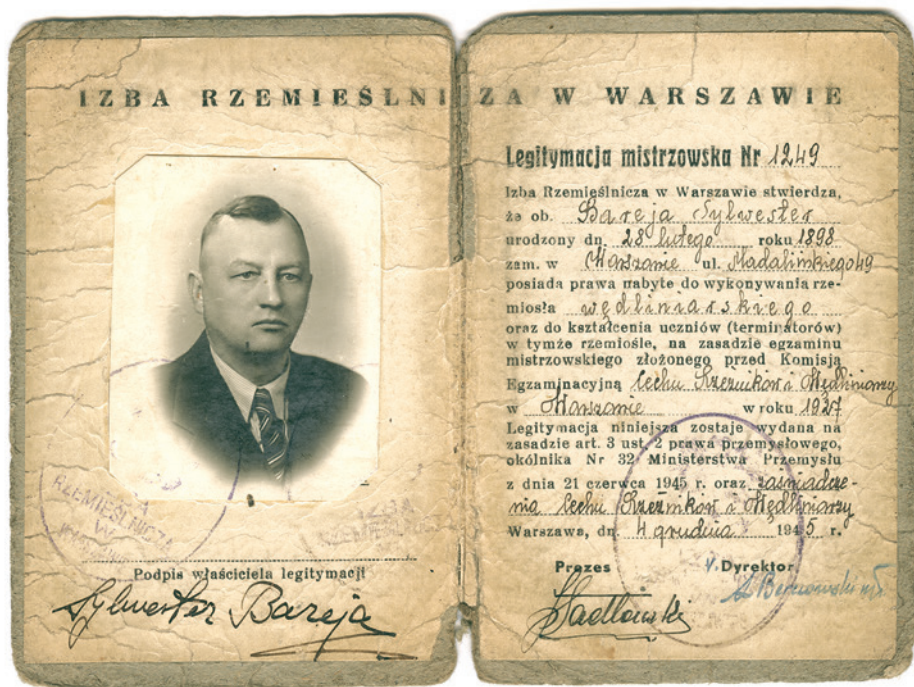 IZBA RZEMIEŚLNICZA W WARSZAWIE
RZEMIEŚLNICZA
Podpis właściciela legitymacji
Sylwester Bareja
Legitymacja mistrzowska Nr 1249
Izba Rzemieślnicza w Warszawie stwierdza,
że ob. Bareja Sylwester
urodzony dn. 28 lutego roku 1898
zam. w Warszawie ul. Madalińskiego 49
posiada prawa nabyte do wykonywania rze-
miosła wędliniarskiego
oraz do kształcenia uczniów (terminatorów)
w tymże rzemiośle, na zasadzie egzaminu
mistrzowskiego złożonego przed Komisją
Egzaminacyjną Cechu Rzeźników i Wędliniarzy
w Warszawie w roku 1927
Legitymacja niniejsza zostaje wydana na
zasadzie art. 3 ust. 2 prawa przemysłowego,
okólnika Nr 32 Ministerstwa Przemysłu
z dnia 21 czerwca 1945 r. oraz zaświadcze-
nia Cechu Rzeźników i Wędliniarzy
Warszawa, dn. 4 grudnia 1945 r.
Prezes Dyrektor